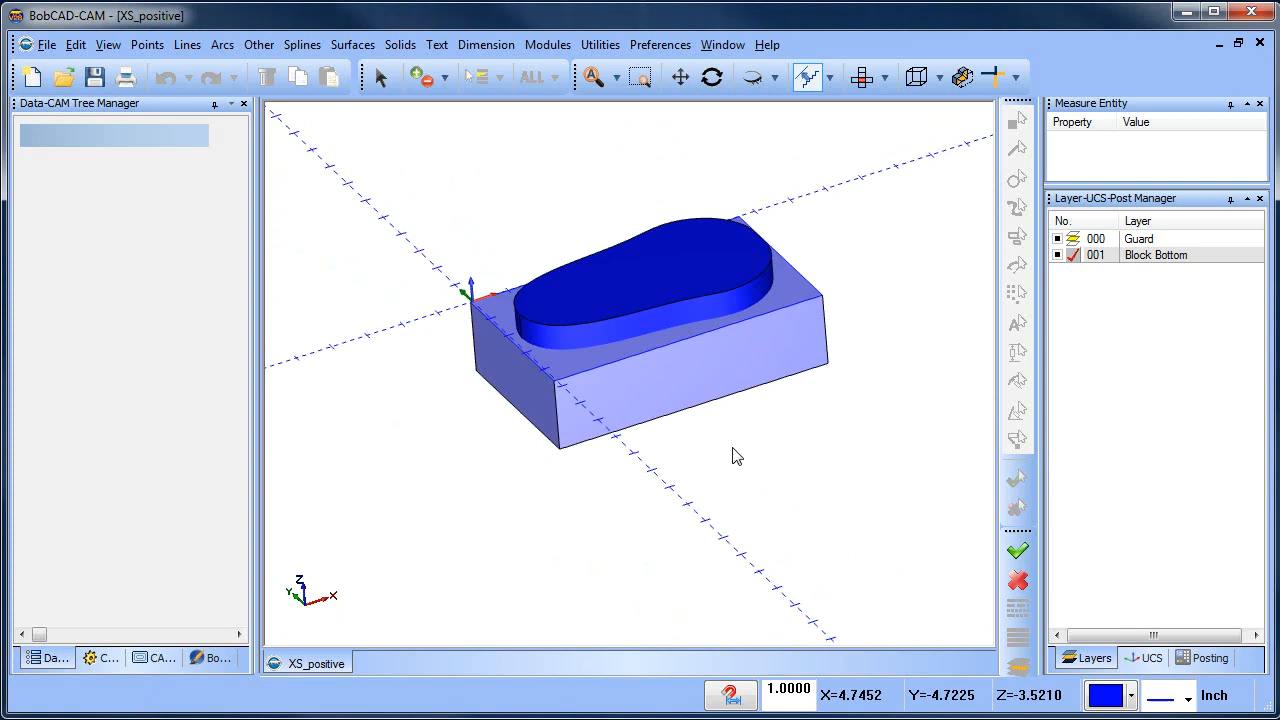 BobCAD-CAM - [XS_positive]
File Edit View Points Lines Arcs Other Splines Surfaces Solids Text Dimension Modules Utilities Preferences Window Help
ALL
Data-CAM Tree Manager
Measure Entity
Property Value
Layer-UCS-Post Manager
No. Layer
000 Guard
001 Block Bottom
Z
Y
X
Da... C... CA... Bo...
XS_positive
Layers UCS Posting
1.0000 X=4.7452 Y=-4.7225 Z=-3.5210 Inch